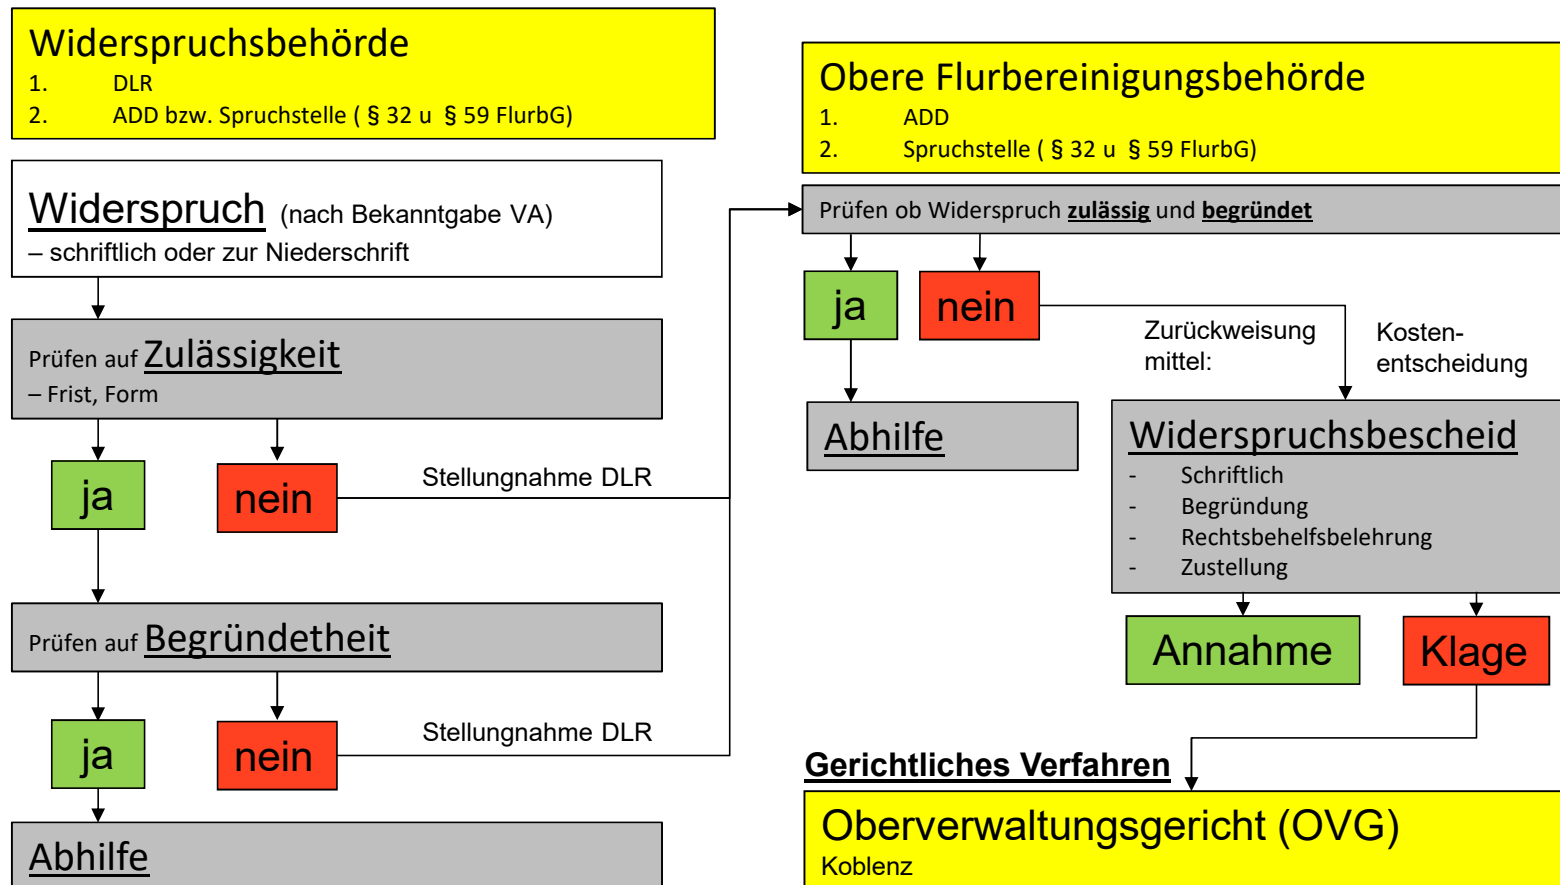 Widerspruchsbehörde
1. DLR
2. ADD bzw. Spruchstelle ( § 32 u § 59 FlurbG)
Widerspruch (nach Bekanntgabe VA)
– schriftlich oder zur Niederschrift
Prüfen auf Zulässigkeit
– Frist, Form
ja
nein
Stellungnahme DLR
Prüfen auf Begründetheit
ja
nein
Stellungnahme DLR
Abhilfe
Obere Flurbereinigungsbehörde
1. ADD
2. Spruchstelle ( § 32 u § 59 FlurbG)
Prüfen ob Widerspruch zulässig und begründet
ja
nein
Zurückweisung
mittel:
Kosten-
entscheidung
Abhilfe
Widerspruchsbescheid
- Schriftlich
- Begründung
- Rechtsbehelfsbelehrung
- Zustellung
Annahme
Klage
Gerichtliches Verfahren
Oberverwaltungsgericht (OVG)
Koblenz